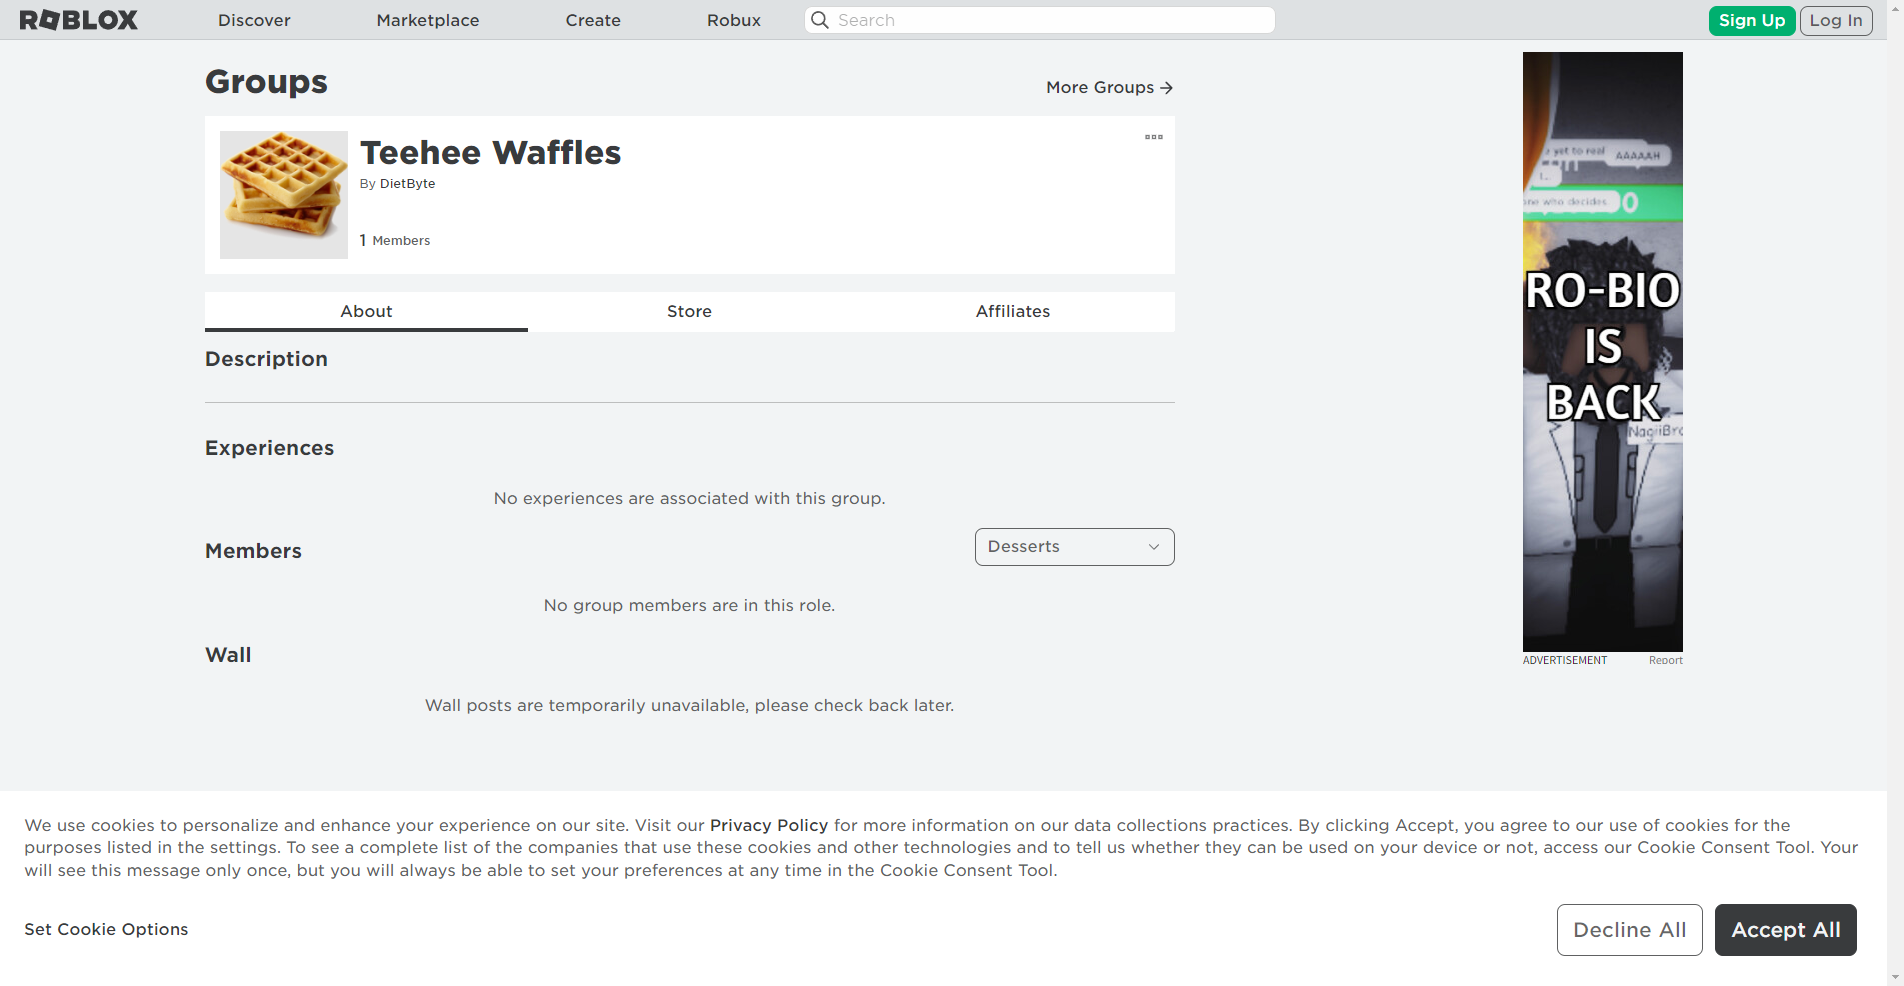 ROBLOX
Discover
Marketplace
Create
Robux
Search
Sign Up
Log In
Groups
More Groups
Teehee Waffles
By DietByte
1 Members
About
Store
Affiliates
Description
Experiences
No experiences are associated with this group.
Members
Desserts
No group members are in this role.
Wall
Wall posts are temporarily unavailable, please check back later.
yet to real
AAAAAH
one who decides
RO-BIO
IS
BACK
ADVERTISEMENT
Report
We use cookies to personalize and enhance your experience on our site. Visit our Privacy Policy for more information on our data collections practices. By clicking Accept, you agree to our use of cookies for the
purposes listed in the settings. To see a complete list of the companies that use these cookies and other technologies and to tell us whether they can be used on your device or not, access our Cookie Consent Tool. Your
will see this message only once, but you will always be able to set your preferences at any time in the Cookie Consent Tool.
Set Cookie Options
Decline All
Accept All